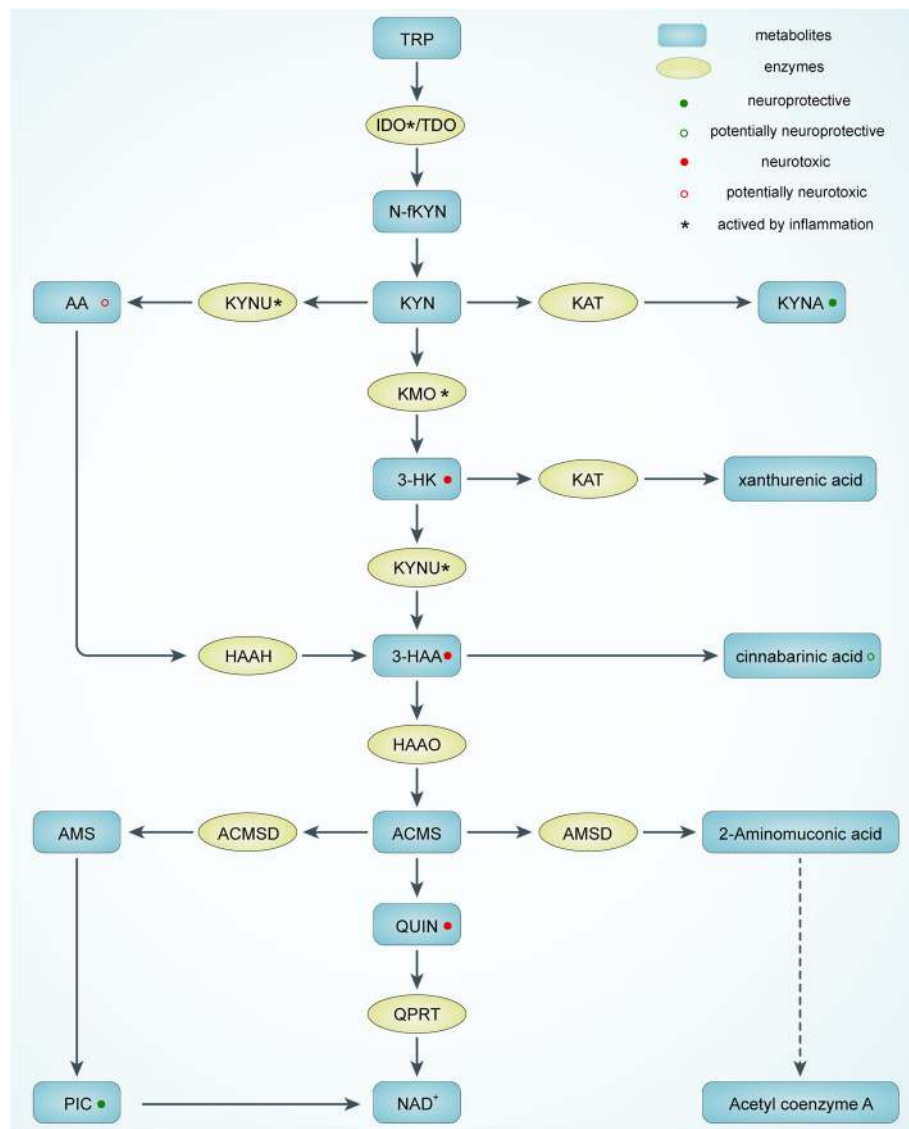 TRP
metabolites
enzymes
neuroprotective
potentially neuroprotective
neurotoxic
potentially neurotoxic
* actived by inflammation
IDO*/TDO
N-fKYN
AA
KYNU*
KYN
KAT
KYNA
KMO *
3-HK
KAT
xanthurenic acid
KYNU*
HAAH
3-HAA
cinnabarinic acid
HAAO
AMS
ACMSD
ACMS
AMSD
2-Aminomuconic acid
QUIN
QPRT
PIC
NAD⁺
Acetyl coenzyme A